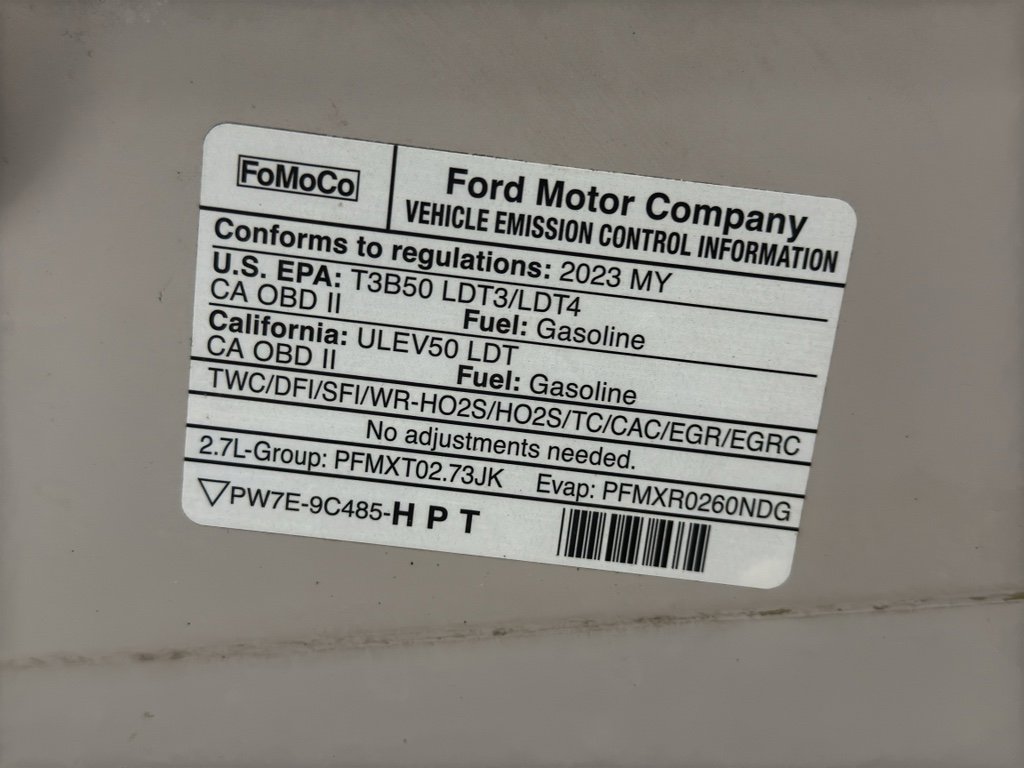 FoMoCo
Ford Motor Company
VEHICLE EMISSION CONTROL INFORMATION
Conforms to regulations: 2023 MY
U.S. EPA: T3B50 LDT3/LDT4
CA OBD II Fuel: Gasoline
California: ULEV50 LDT
CA OBD II Fuel: Gasoline
TWC/DFI/SFI/WR-HO2S/HO2S/TC/CAC/EGR/EGRC
No adjustments needed.
2.7L-Group: PFMXT02.73JK Evap: PFMXR0260NDG
▽PW7E-9C485-H P T